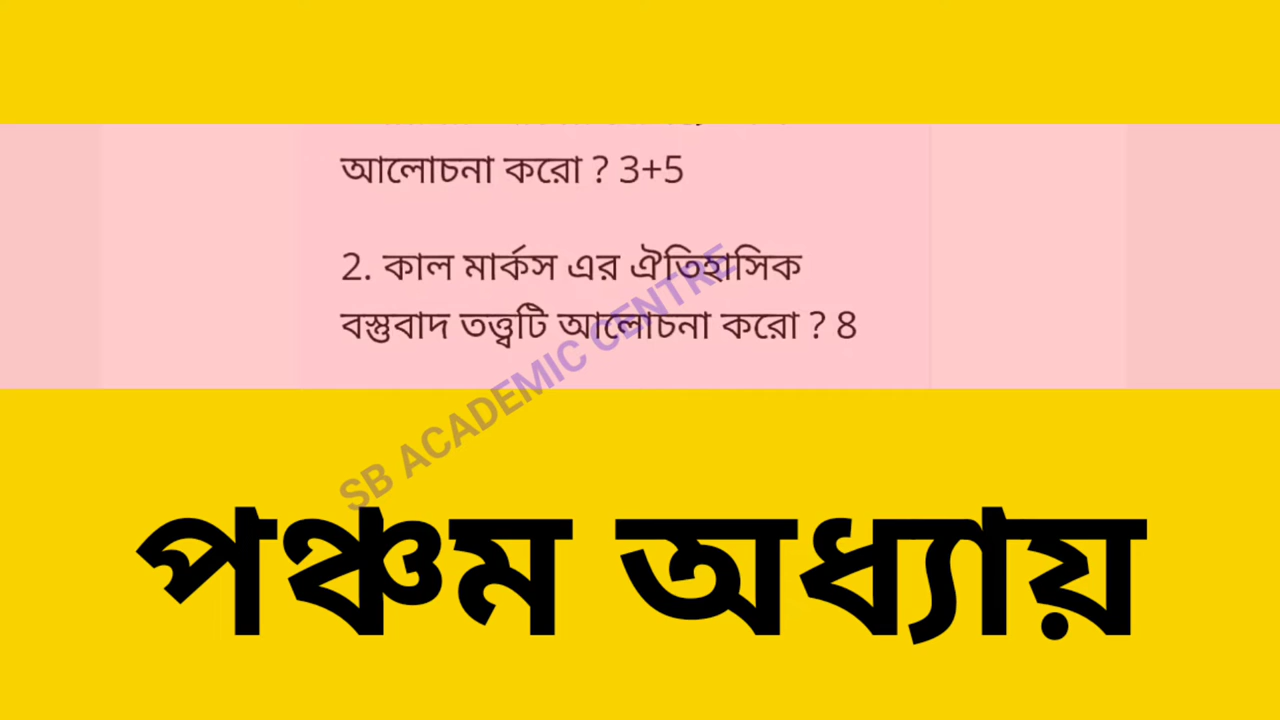 আলোচনা করো ? 3+5
2. কাল মার্কস এর ঐতিহাসিক
বস্তুবাদ তত্ত্বটি আলোচনা করো ? 8
SB ACADEMIC CENTRE
পঞ্চম অধ্যায়